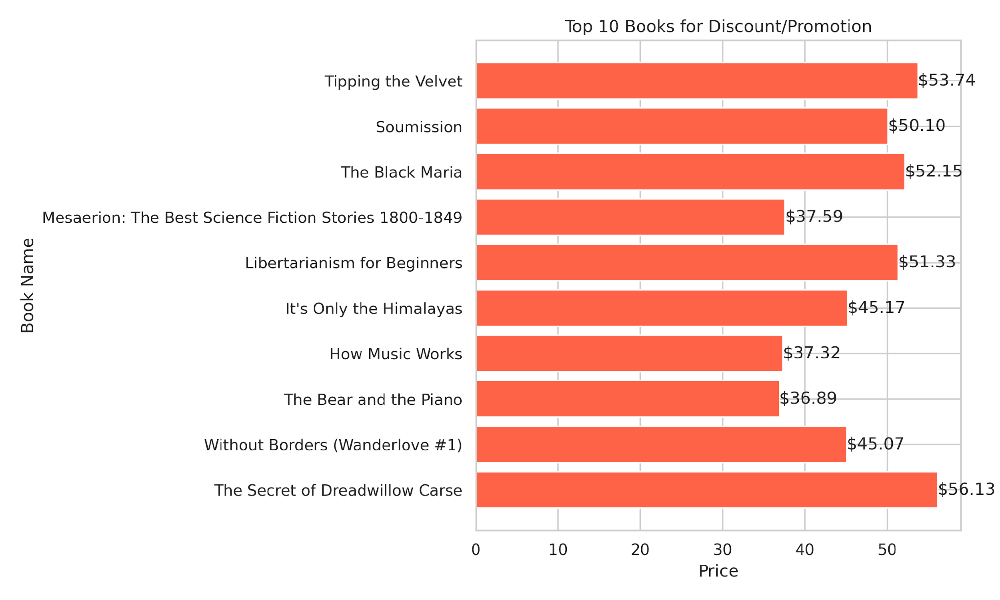 Top 10 Books for Discount/Promotion
Book Name
Tipping the Velvet $53.74
Soumission $50.10
The Black Maria $52.15
Mesaerion: The Best Science Fiction Stories 1800-1849 $37.59
Libertarianism for Beginners $51.33
It's Only the Himalayas $45.17
How Music Works $37.32
The Bear and the Piano $36.89
Without Borders (Wanderlove #1) $45.07
The Secret of Dreadwillow Carse $56.13
0 10 20 30 40 50
Price